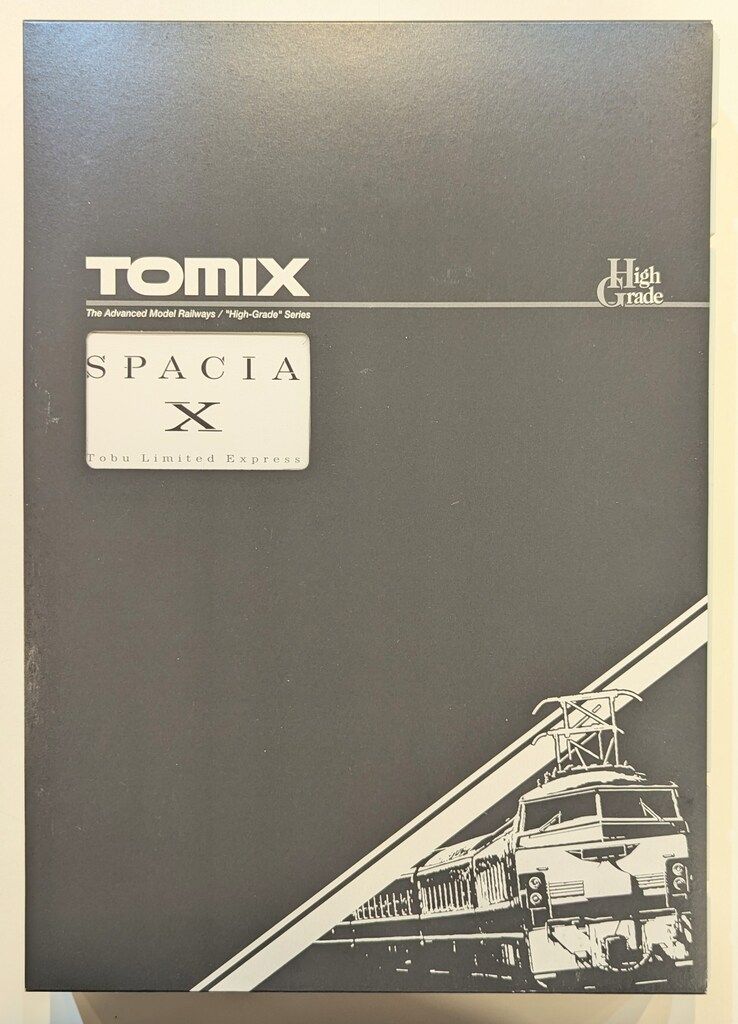 TOMIX
High Grade
The Advanced Model Railways / "High-Grade" Series
SPACIA
X
Tobu Limited Express